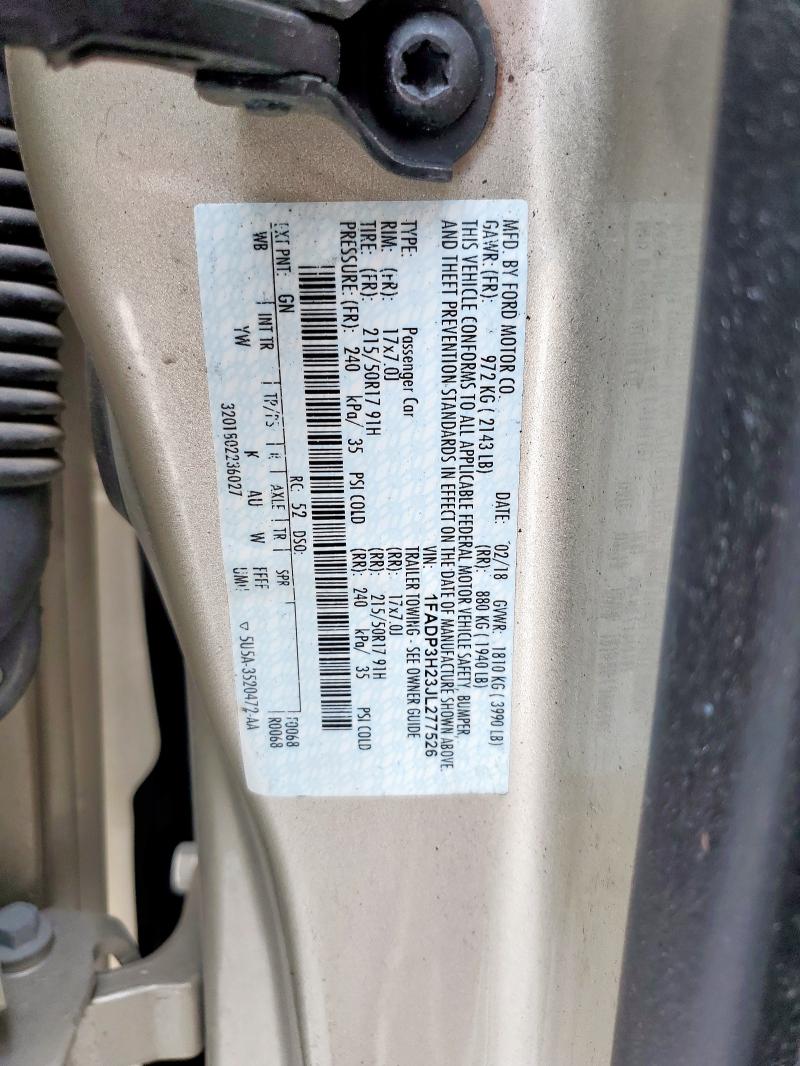 MFD. BY FORD MOTOR CO.
DATE: 02/18 GVWR: 1810 KG ( 3990 LB)
GAWR: (FR): 972 KG ( 2143 LB) (RR): 880 KG ( 1940 LB)
THIS VEHICLE CONFORMS TO ALL APPLICABLE FEDERAL MOTOR VEHICLE SAFETY, BUMPER,
AND THEFT PREVENTION STANDARDS IN EFFECT ON THE DATE OF MANUFACTURE SHOWN ABOVE.
VIN: 1FADP3H23JL277526
TYPE: Passenger Car TRAILER TOWING - SEE OWNER GUIDE
RIM: (FR): 17x7.0J (RR): 17x7.0J
TIRE: (FR): 215/50R17 91H (RR): 215/50R17 91H
PRESSURE: (FR): 240 kPa/ 35 PSI COLD (RR): 240 kPa/ 35 PSI COLD
RC: 52 DSO: F0068
EXT PNT: GN R0068
WB INT TR TP/PS R AXLE TR SPR
YW K AU W FFFF
3201802236027 UMI: ▽ 5U5A-3520472-AA